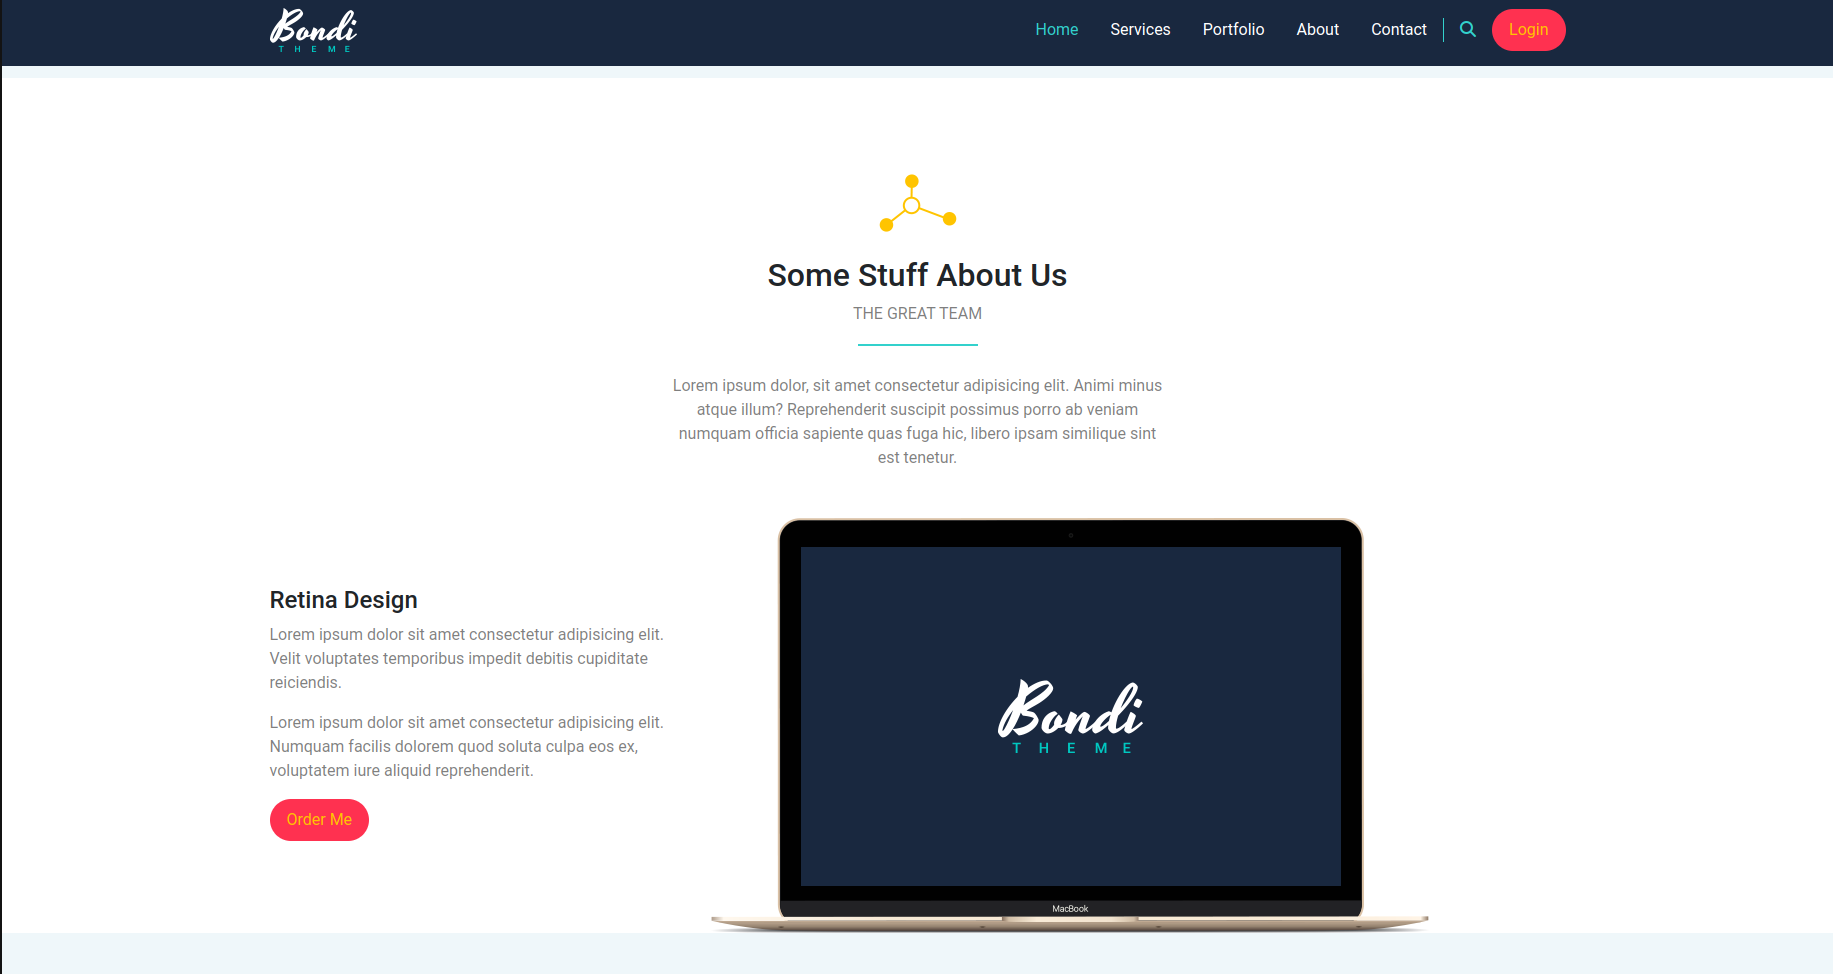 Bondi
THEME
Home Services Portfolio About Contact Login
Some Stuff About Us
THE GREAT TEAM
Lorem ipsum dolor, sit amet consectetur adipisicing elit. Animi minus
atque illum? Reprehenderit suscipit possimus porro ab veniam
numquam officia sapiente quas fuga hic, libero ipsam similique sint
est tenetur.
Retina Design
Lorem ipsum dolor sit amet consectetur adipisicing elit.
Velit voluptates temporibus impedit debitis cupiditate
reiciendis.
Lorem ipsum dolor sit amet consectetur adipisicing elit.
Numquam facilis dolorem quod soluta culpa eos ex,
voluptatem iure aliquid reprehenderit.
Order Me
Bondi
THEME
MacBook